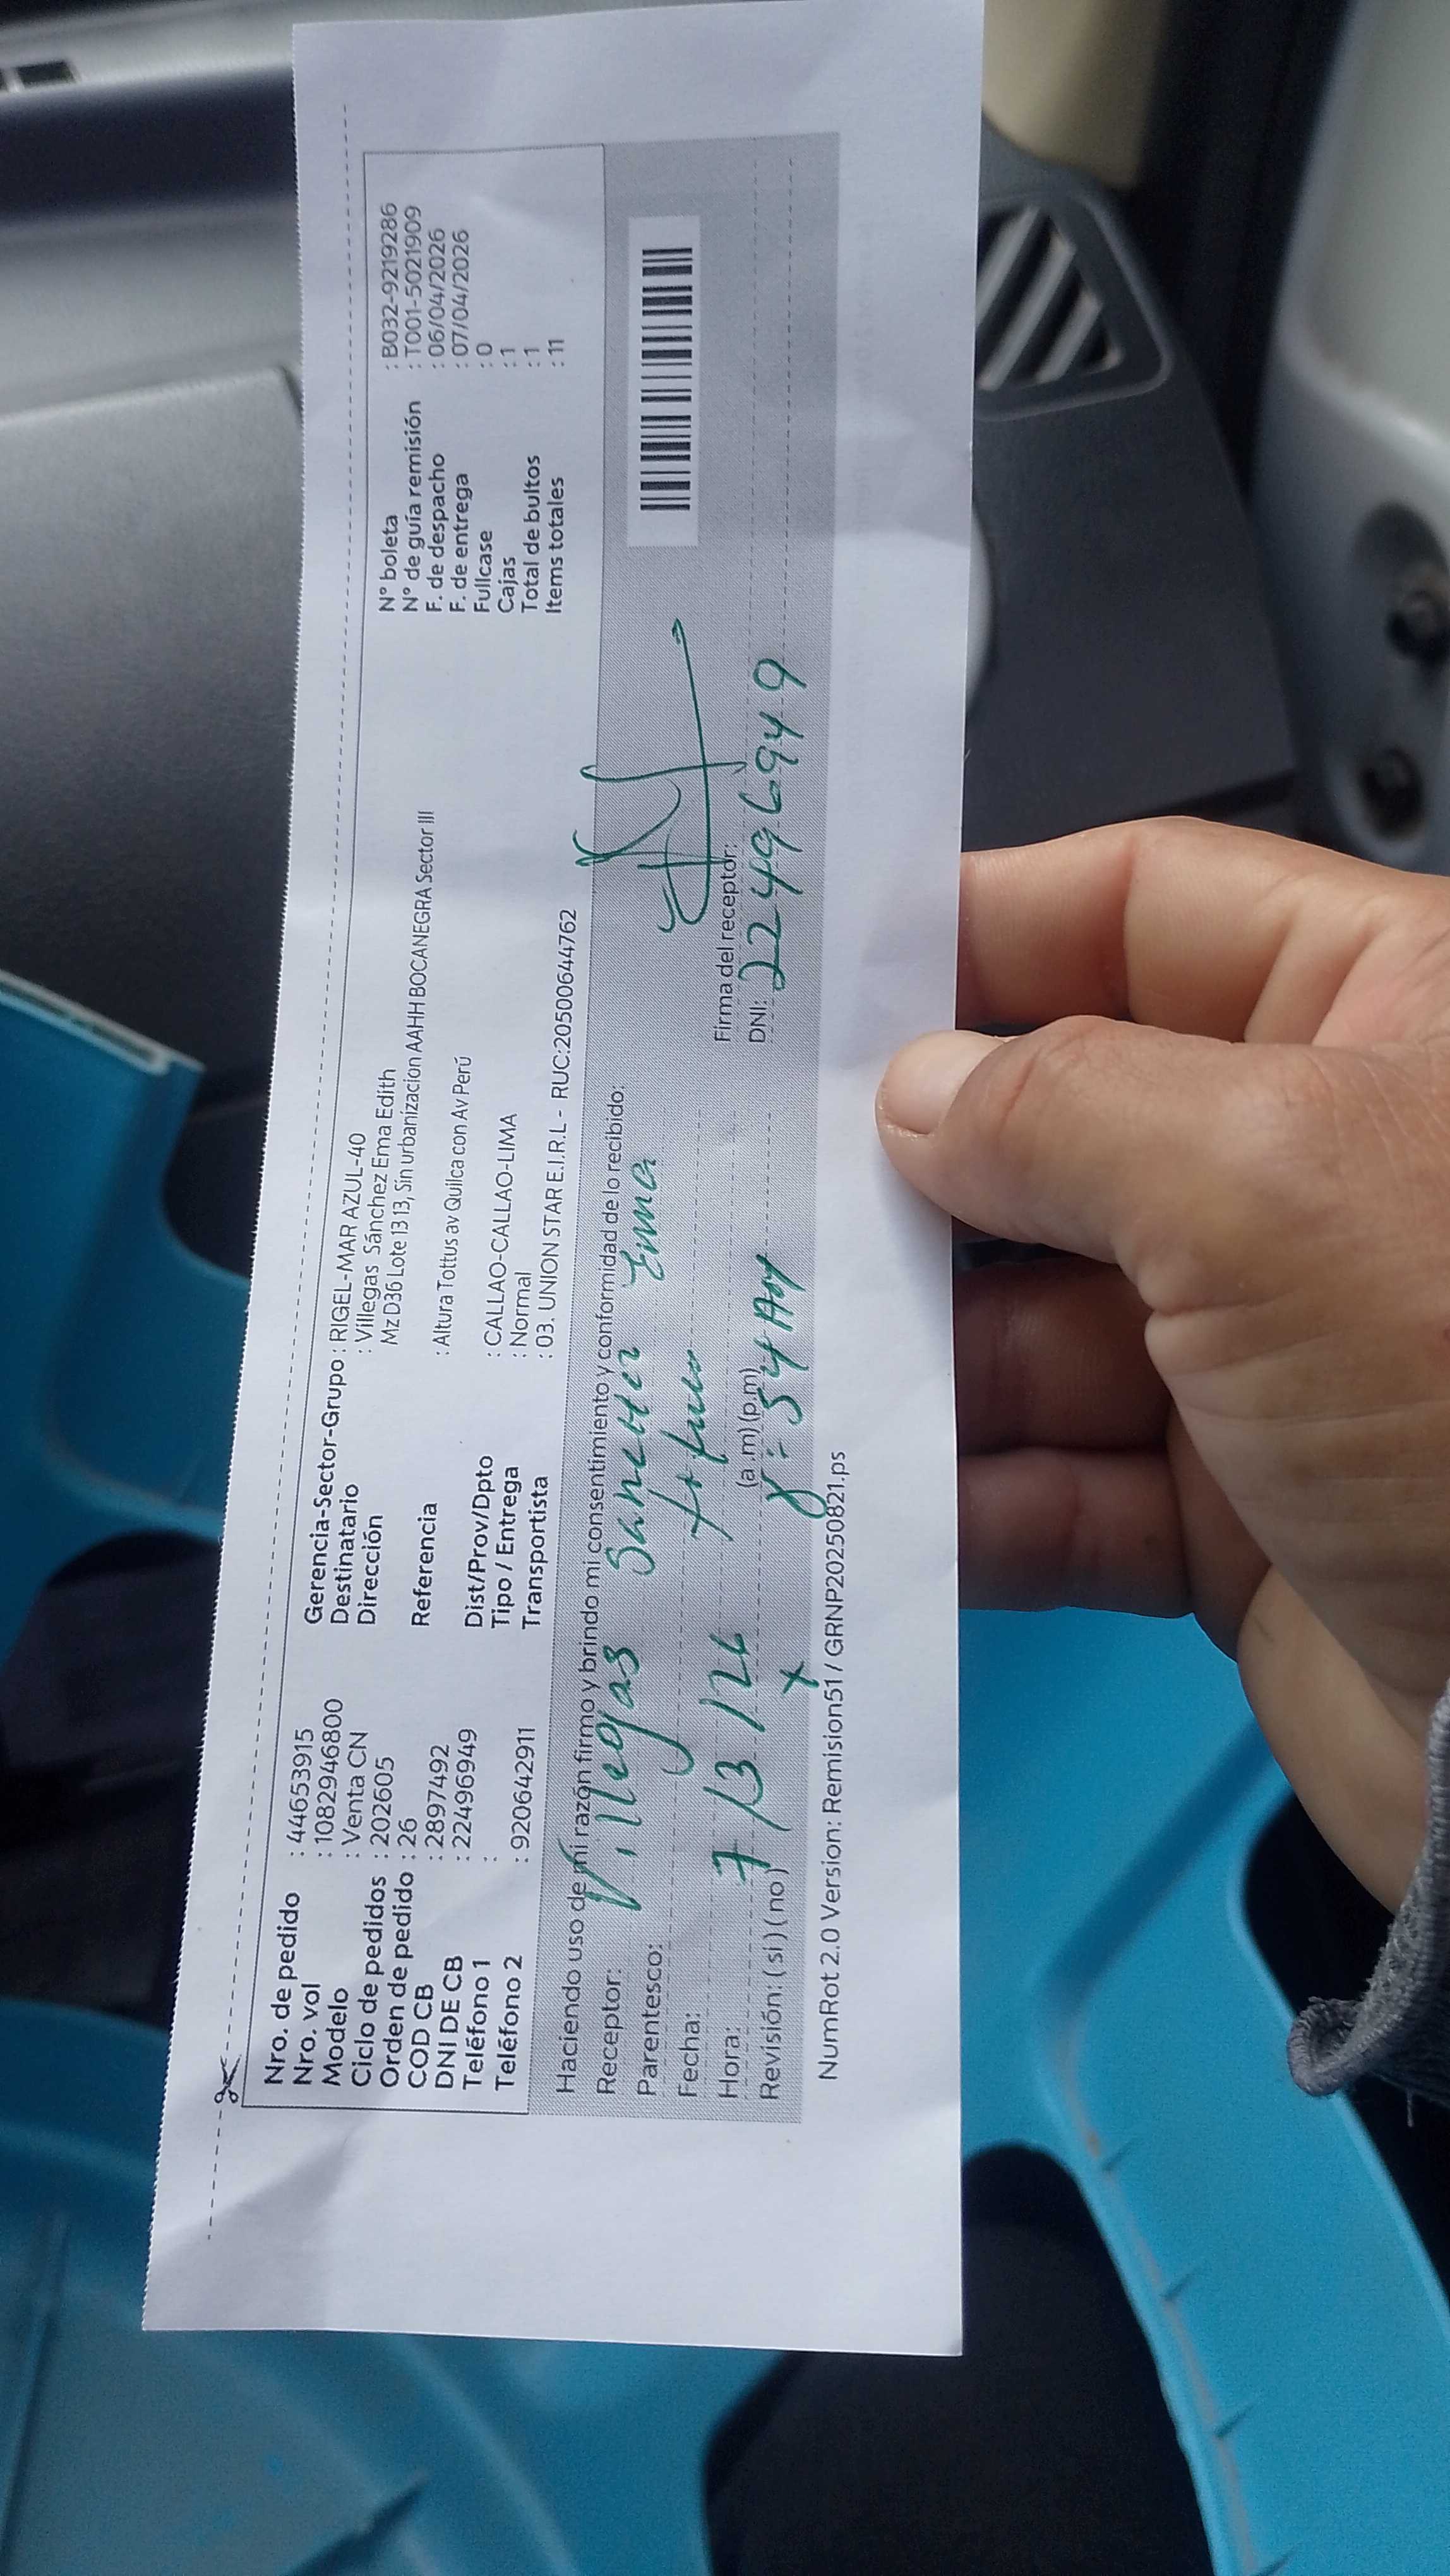 Nro. de pedido : 44653915
Nro. vol : 1082946800
Modelo : Venta CN
Ciclo de pedidos : 202605
Orden de pedido : 26
COD CB : 2897492
DNI DE CB : 22496949
Teléfono 1 :
Teléfono 2 : 920642911
Gerencia-Sector-Grupo : RIGEL-MAR AZUL-40
Destinatario : Villegas Sánchez Ema Edith
Dirección Mz D36 Lote 13 13, Sin urbanizacion AAHH BOCANEGRA Sector III
Referencia : Altura Tottus av Quilca con Av Perú
Dist/Prov/Dpto : CALLAO-CALLAO-LIMA
Tipo / Entrega : Normal
Transportista : 03. UNION STAR E.I.R.L - RUC:20500644762
N° boleta : B032-9219286
N° de guía remisión : T001-5021909
F. de despacho : 06/04/2026
F. de entrega : 07/04/2026
Fullcase : 0
Cajas : 1
Total de bultos : 1
Items totales : 11
Haciendo uso de mi razón firmo y brindo mi consentimiento y conformidad de lo recibido:
Receptor: Villegas Sanchez Ema
Parentesco:
Fecha: 7/3/26
Hora: (a.m) (p.m) 8:54 AM
Revisión: (si) (no) x
Firma del receptor:
DNI: 22496949
NumRot 2.0 Version: Remision51 / GRNP20250821.ps